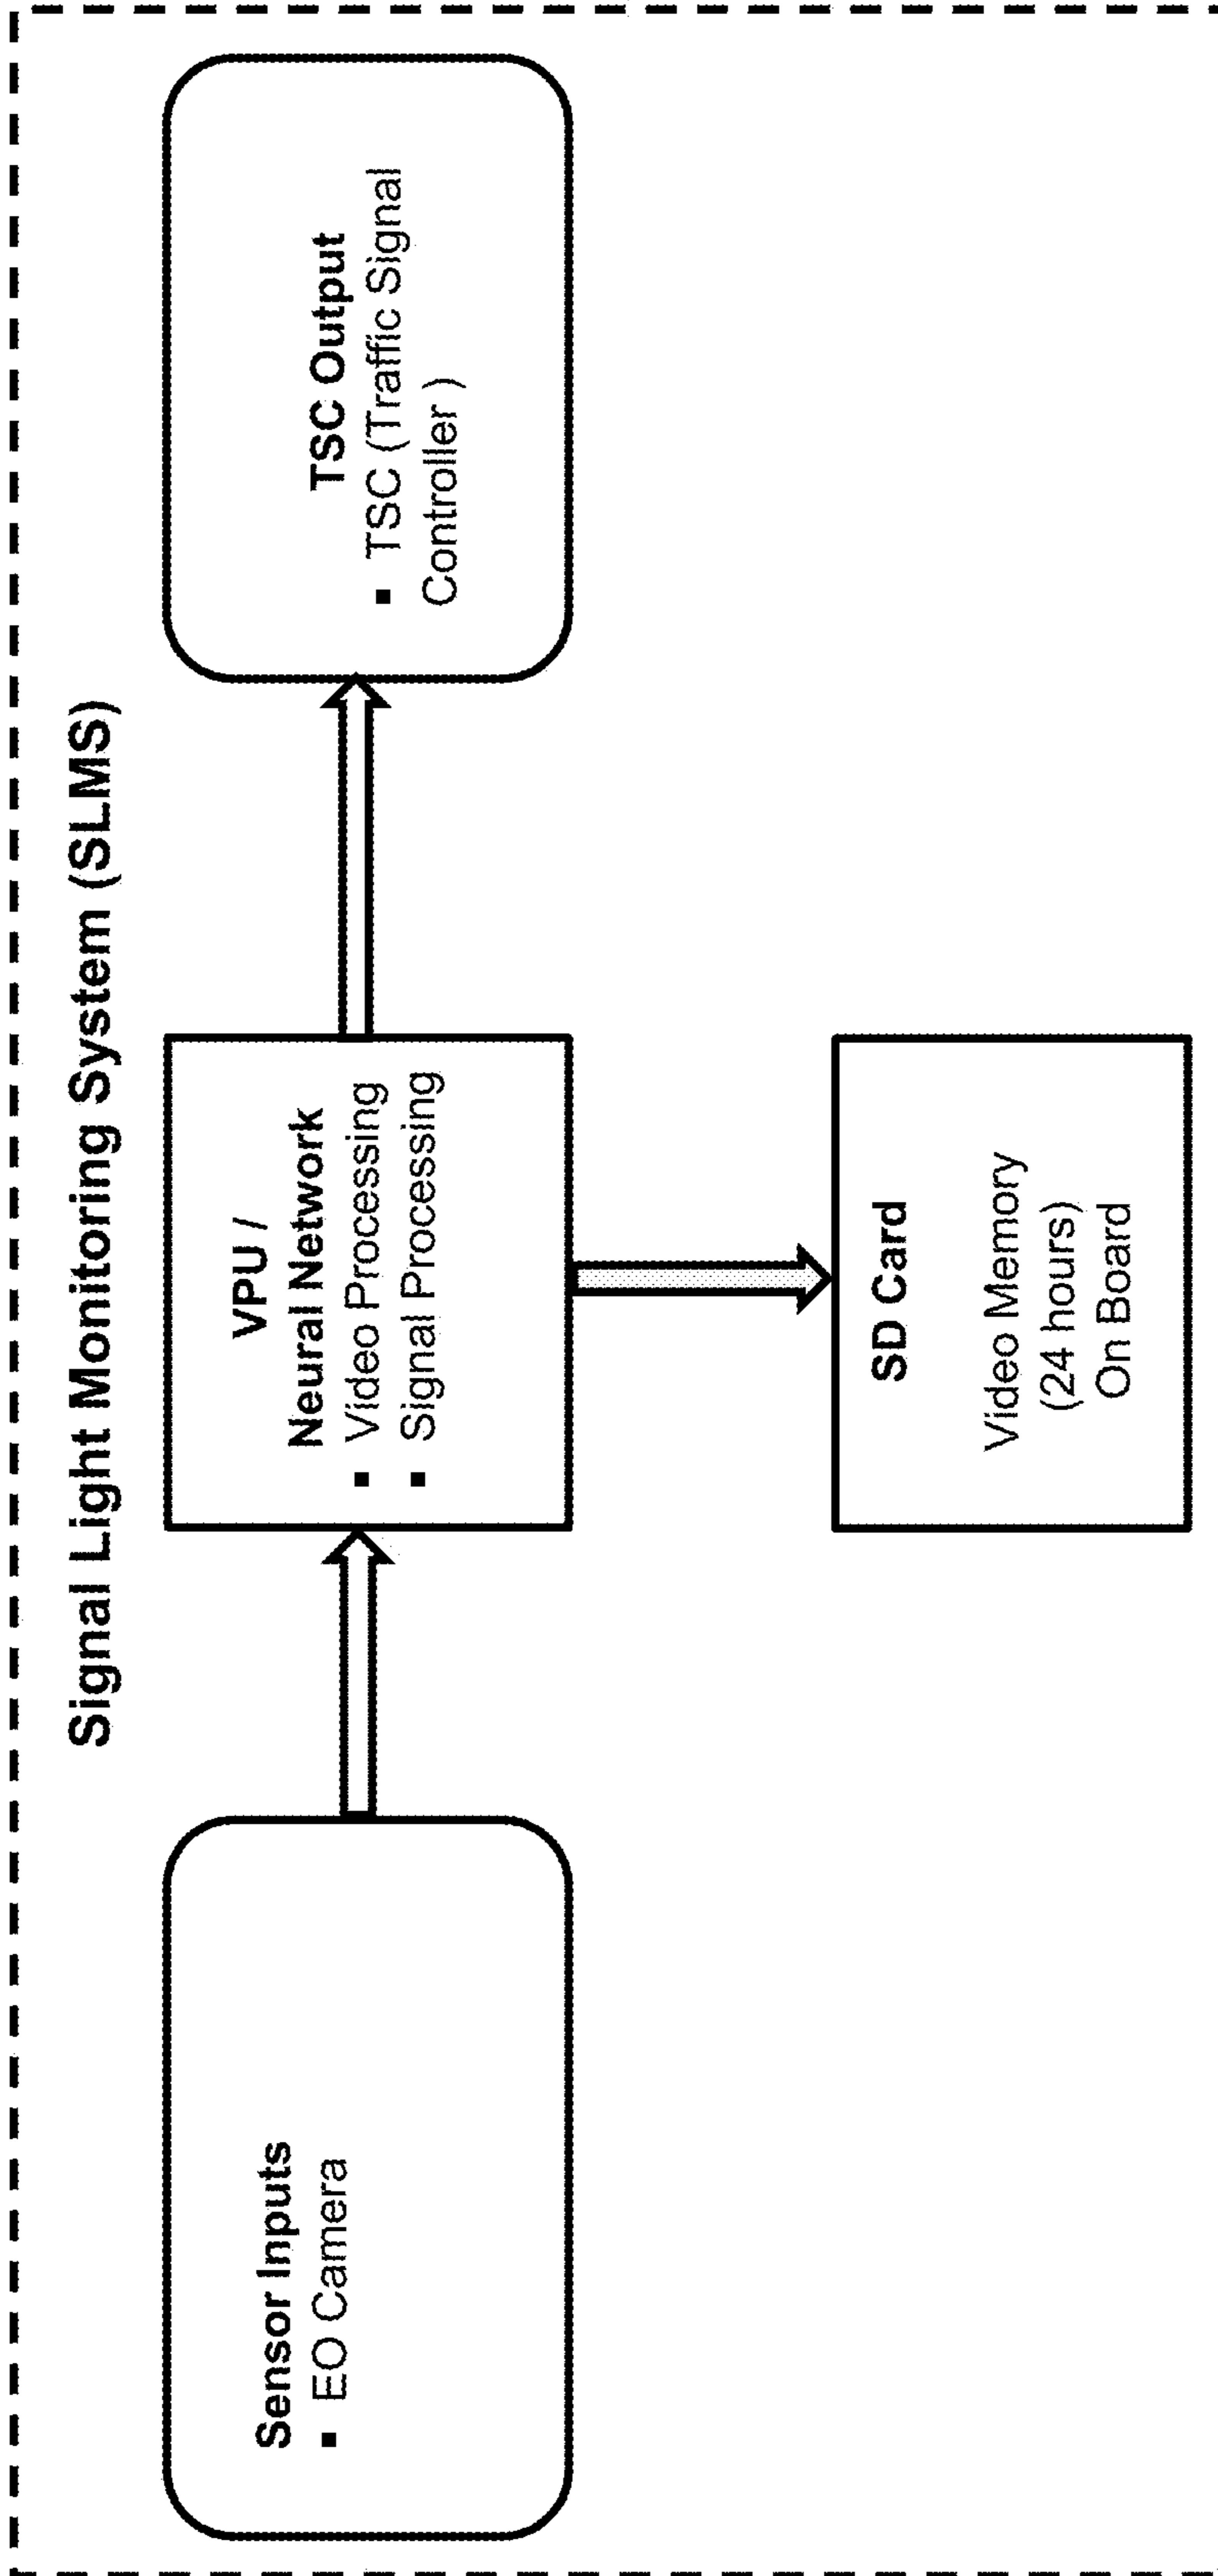 Signal Light Monitoring System (SLMS)
Sensor Inputs
▪ EO Camera
VPU /
Neural Network
▪ Video Processing
▪ Signal Processing
TSC Output
▪ TSC (Traffic Signal
Controller )
SD Card
Video Memory
(24 hours)
On Board